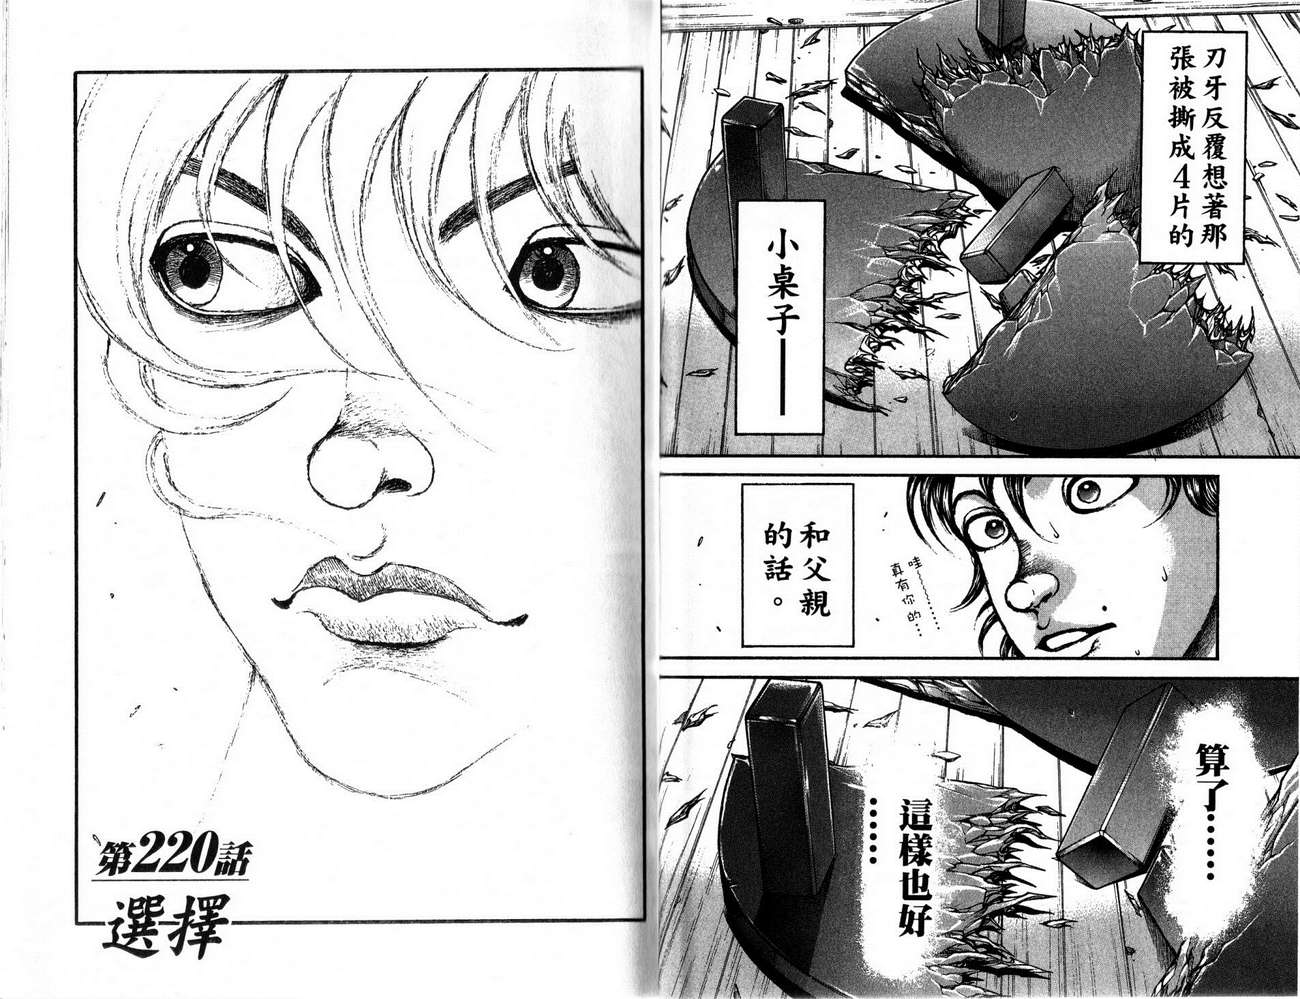 刃牙反覆想著那
張被撕成4片的
小桌子——
和父親
的話。
哇……………
真有你的…
算了……
這樣也好
……
第220話
選擇